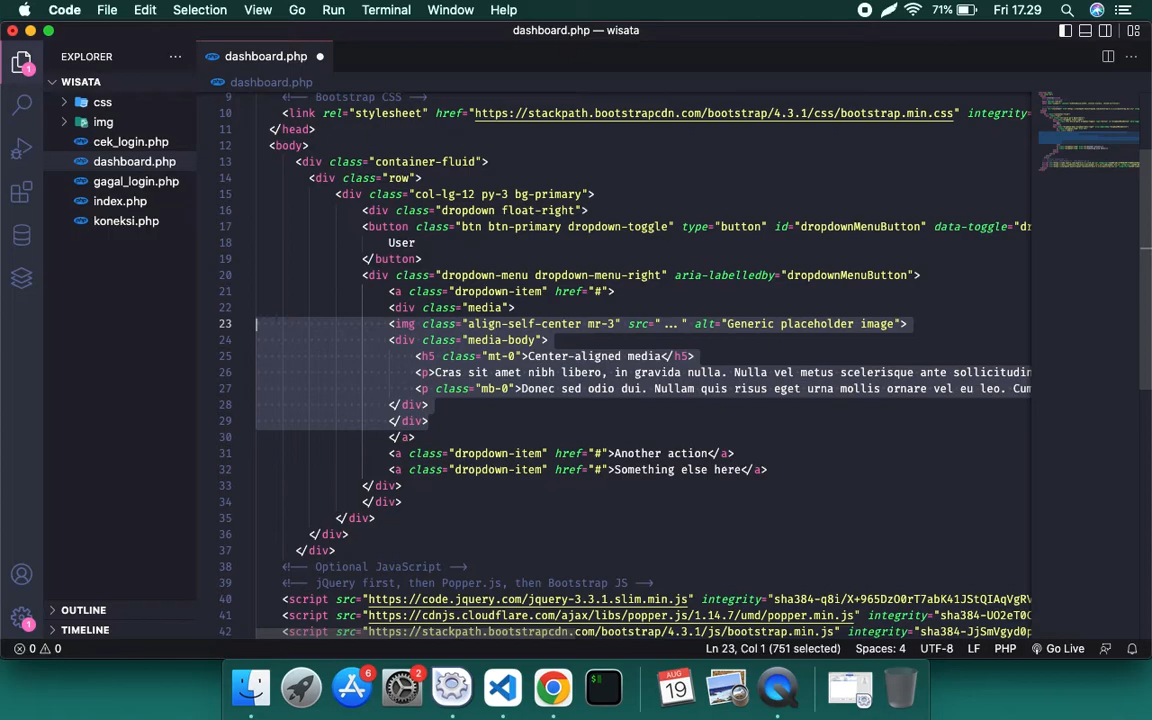 Code File Edit Selection View Go Run Terminal Window Help 71% Fri 17.29
dashboard.php — wisata
EXPLORER
dashboard.php
WISATA
dashboard.php
css
img
cek_login.php
dashboard.php
gagal_login.php
index.php
koneksi.php
OUTLINE
TIMELINE
9 <!-- Bootstrap CSS -->
10 <link rel="stylesheet" href="https://stackpath.bootstrapcdn.com/bootstrap/4.3.1/css/bootstrap.min.css" integrity=
11 </head>
12 <body>
13 <div class="container-fluid">
14 <div class="row">
15 <div class="col-lg-12 py-3 bg-primary">
16 <div class="dropdown float-right">
17 <button class="btn btn-primary dropdown-toggle" type="button" id="dropdownMenuButton" data-toggle="dr
18 User
19 </button>
20 <div class="dropdown-menu dropdown-menu-right" aria-labelledby="dropdownMenuButton">
21 <a class="dropdown-item" href="#">
22 <div class="media">
23 <img class="align-self-center mr-3" src="..." alt="Generic placeholder image">
24 <div class="media-body">
25 <h5 class="mt-0">Center-aligned media</h5>
26 <p>Cras sit amet nibh libero, in gravida nulla. Nulla vel metus scelerisque ante sollicitudin
27 <p class="mb-0">Donec sed odio dui. Nullam quis risus eget urna mollis ornare vel eu leo. Cum
28 </div>
29 </div>
30 </a>
31 <a class="dropdown-item" href="#">Another action</a>
32 <a class="dropdown-item" href="#">Something else here</a>
33 </div>
34 </div>
35 </div>
36 </div>
37 </div>
38 <!-- Optional JavaScript -->
39 <!-- jQuery first, then Popper.js, then Bootstrap JS -->
40 <script src="https://code.jquery.com/jquery-3.3.1.slim.min.js" integrity="sha384-q8i/X+965DzO0rT7abK41JStQIAqVgRV
41 <script src="https://cdnjs.cloudflare.com/ajax/libs/popper.js/1.14.7/umd/popper.min.js" integrity="sha384-UO2eT0C
42 <script src="https://stackpath.bootstrapcdn.com/bootstrap/4.3.1/js/bootstrap.min.js" integrity="sha384-JjSmVgyd0p
0 0 Ln 23, Col 1 (751 selected) Spaces: 4 UTF-8 LF PHP Go Live
1
1
6
2
AUG
19